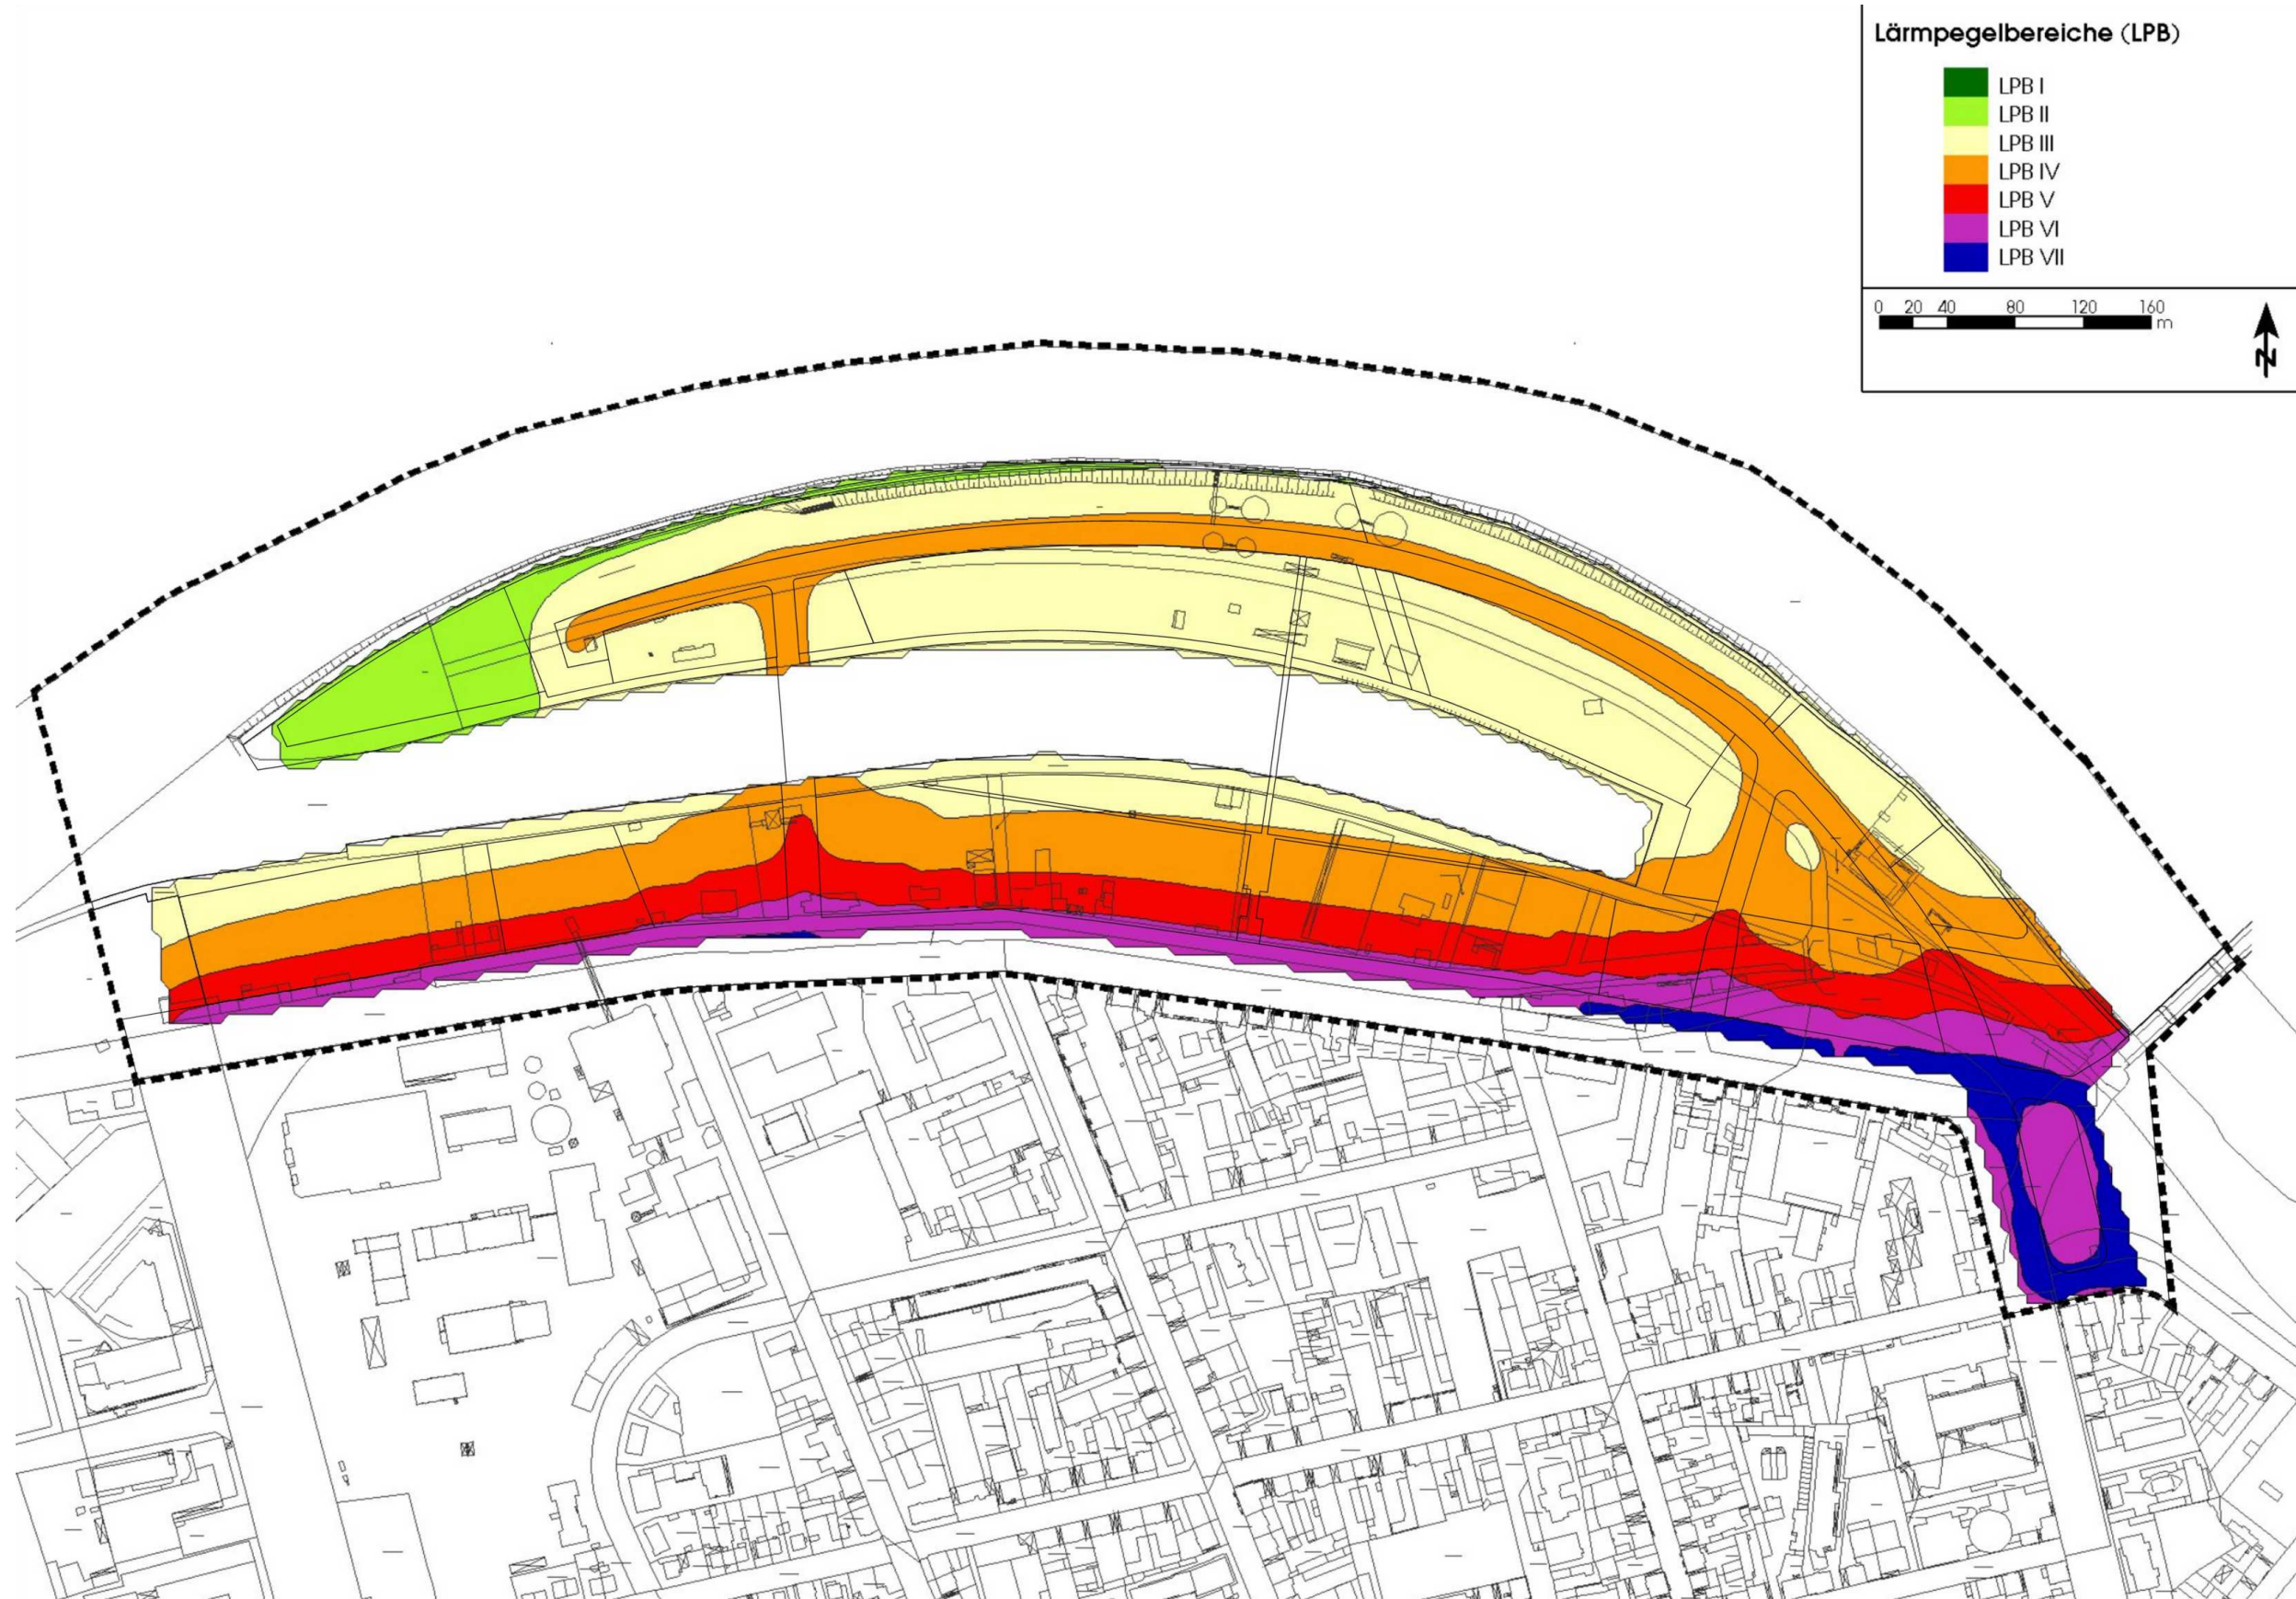 Lärmpegelbereiche (LPB)
LPB I
LPB II
LPB III
LPB IV
LPB V
LPB VI
LPB VII
0 20 40 80 120 160
m
N